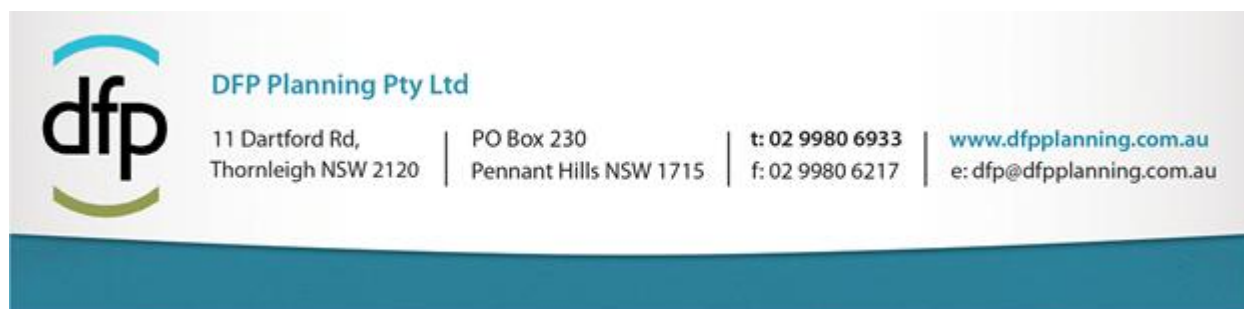 dfp
DFP Planning Pty Ltd
11 Dartford Rd,
Thornleigh NSW 2120
PO Box 230
Pennant Hills NSW 1715
t: 02 9980 6933
f: 02 9980 6217
www.dfpplanning.com.au
e: dfp@dfpplanning.com.au